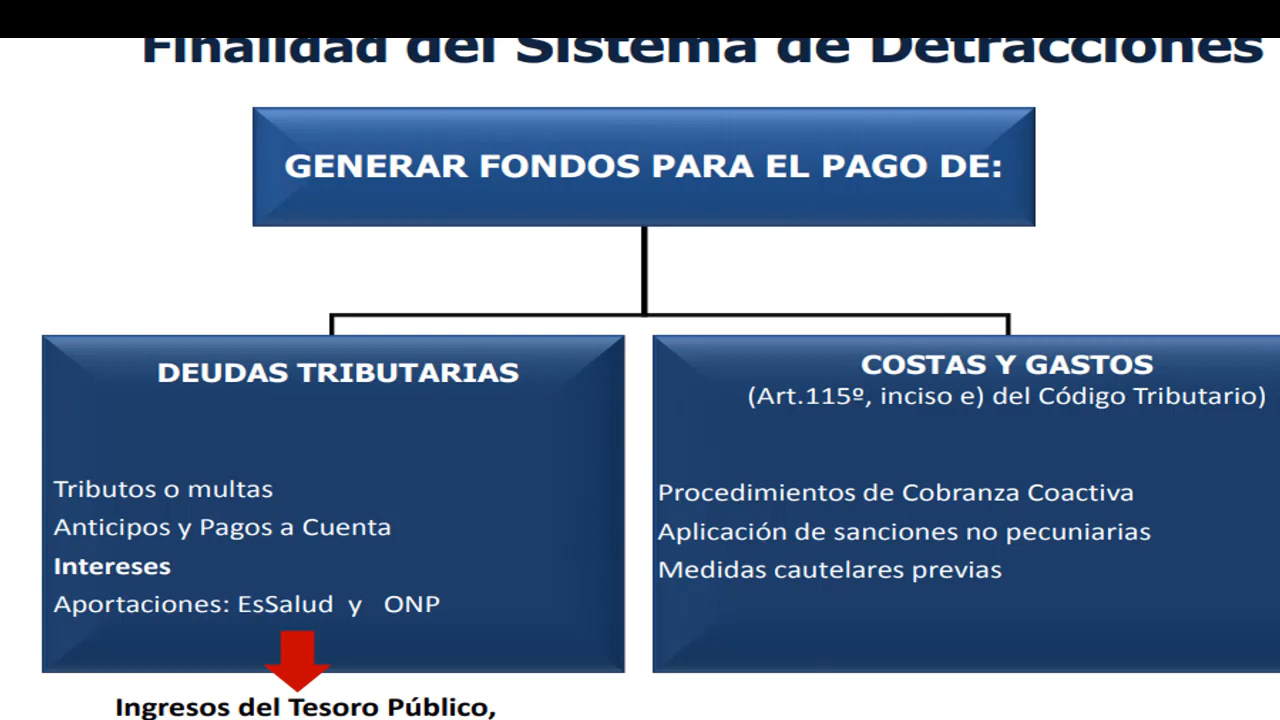 Finalidad del Sistema de Detracciones
GENERAR FONDOS PARA EL PAGO DE:
DEUDAS TRIBUTARIAS
Tributos o multas
Anticipos y Pagos a Cuenta
Intereses
Aportaciones: EsSalud y ONP
COSTAS Y GASTOS
(Art.115º, inciso e) del Código Tributario)
Procedimientos de Cobranza Coactiva
Aplicación de sanciones no pecuniarias
Medidas cautelares previas
Ingresos del Tesoro Público,